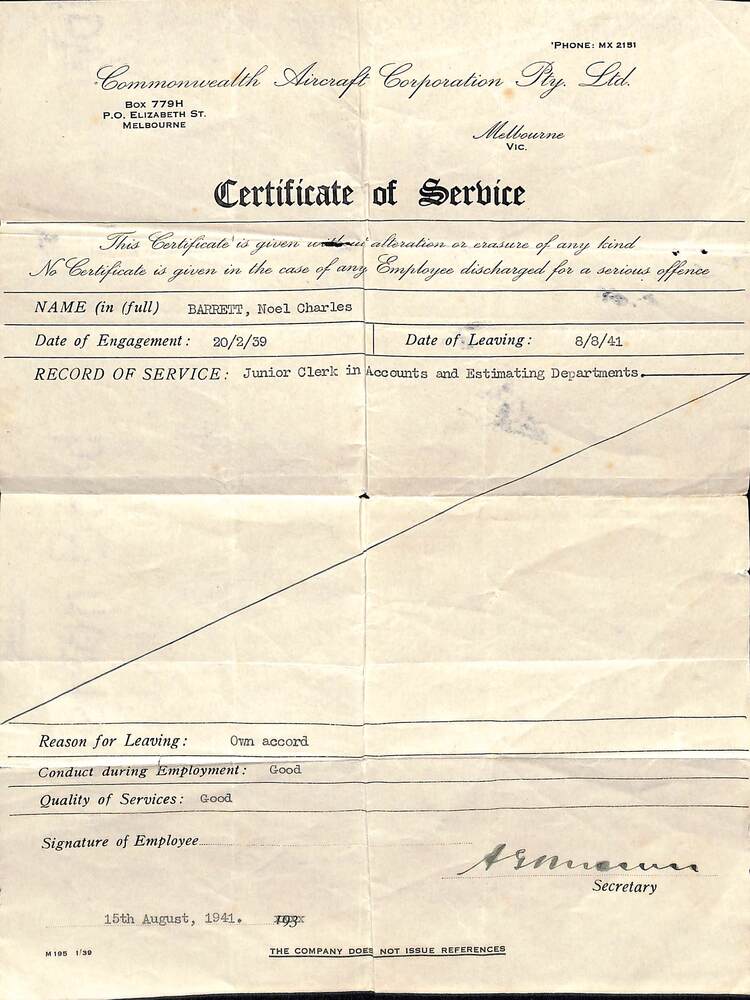 'PHONE: MX 2151
Commonwealth Aircraft Corporation Pty. Ltd.
BOX 779H
P.O. ELIZABETH ST.
MELBOURNE
Melbourne
VIC.
Certificate of Service
This Certificate is given without alteration or erasure of any kind
No Certificate is given in the case of any Employee discharged for a serious offence
NAME (in (full) BARRETT, Noel Charles
Date of Engagement: 20/2/39 Date of Leaving: 8/8/41
RECORD OF SERVICE: Junior Clerk in Accounts and Estimating Departments.
Reason for Leaving: Own accord
Conduct during Employment: Good
Quality of Services: Good
Signature of Employee
Secretary
15th August, 1941. 193
M 195 1/39 THE COMPANY DOES NOT ISSUE REFERENCES